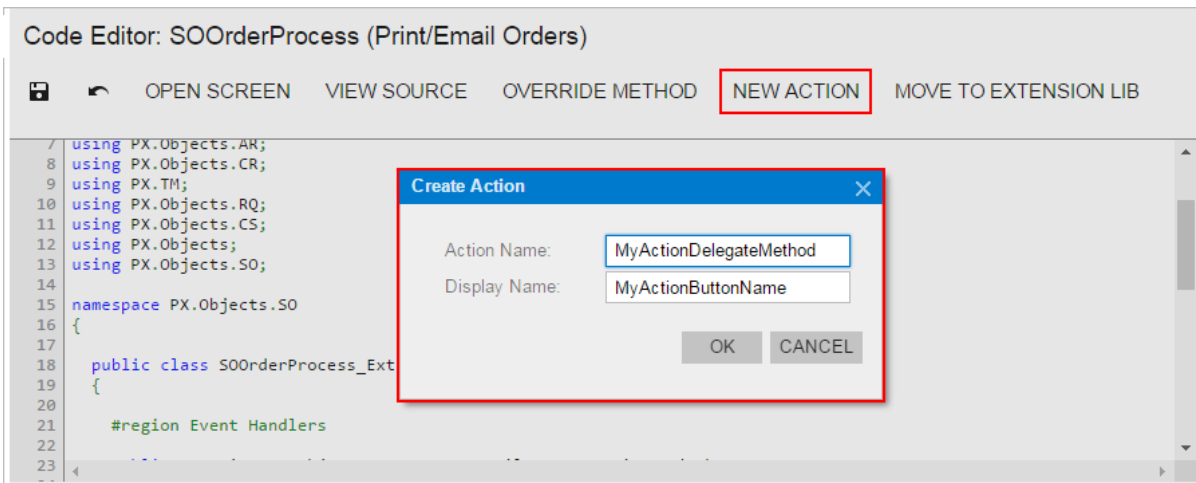 Code Editor: SOOrderProcess (Print/Email Orders)
OPEN SCREEN VIEW SOURCE OVERRIDE METHOD NEW ACTION MOVE TO EXTENSION LIB
7 using PX.Objects.AR;
8 using PX.Objects.CR;
9 using PX.TM;
10 using PX.Objects.RQ;
11 using PX.Objects.CS;
12 using PX.Objects;
13 using PX.Objects.SO;
14
15 namespace PX.Objects.SO
16 {
17
18 public class SOOrderProcess_Ext
19 {
20
21 #region Event Handlers
22
23
Create Action
Action Name: MyActionDelegateMethod
Display Name: MyActionButtonName
OK CANCEL